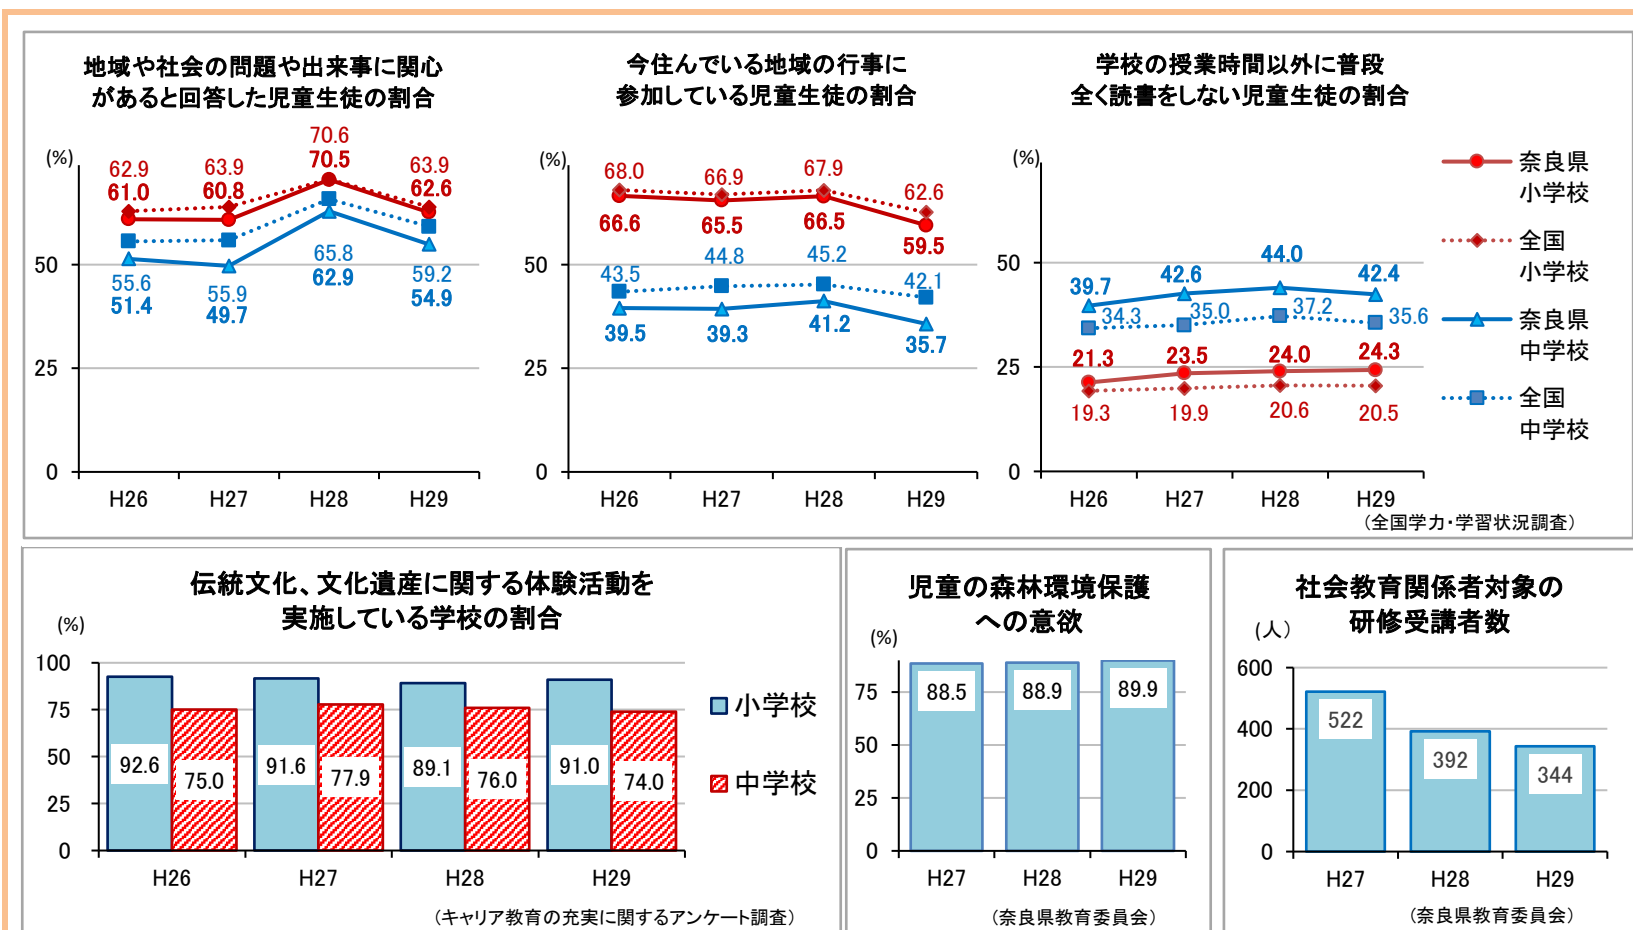 地域や社会の問題や出来事に関心
があると回答した児童生徒の割合
(%)
62.9
61.0
63.9
60.8
70.6
70.5
63.9
62.6
50
55.6
51.4
55.9
49.7
65.8
62.9
59.2
54.9
25
0
H26
H27
H28
H29
今住んでいる地域の行事に
参加している児童生徒の割合
(%)
68.0
66.9
67.9
62.6
66.6
65.5
66.5
59.5
50
43.5
44.8
45.2
42.1
39.5
39.3
41.2
35.7
25
0
H26
H27
H28
H29
学校の授業時間以外に普段
全く読書をしない児童生徒の割合
(%)
50
39.7
42.6
44.0
42.4
34.3
35.0
37.2
35.6
25
21.3
23.5
24.0
24.3
19.3
19.9
20.6
20.5
0
H26
H27
H28
H29
奈良県
小学校
全国
小学校
奈良県
中学校
全国
中学校
（全国学力・学習状況調査）
伝統文化、文化遺産に関する体験活動を
実施している学校の割合
(%)
100
75
50
25
0
92.6
75.0
91.6
77.9
89.1
76.0
91.0
74.0
H26
H27
H28
H29
小学校
中学校
（キャリア教育の充実に関するアンケート調査）
児童の森林環境保護
への意欲
(%)
75
50
25
0
88.5
88.9
89.9
H27
H28
H29
（奈良県教育委員会）
社会教育関係者対象の
研修受講者数
(人)
600
400
200
0
522
392
344
H27
H28
H29
（奈良県教育委員会）